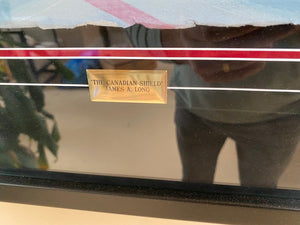 "THE CANADIAN SHIELD"
JAMES A. LONG